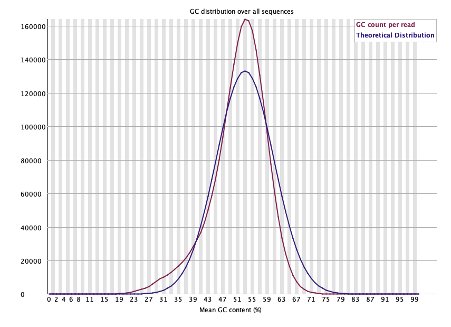 GC distribution over all sequences
GC count per read
Theoretical Distribution
160000
140000
120000
100000
80000
60000
40000
20000
0
0 2 4 6 8 11 15 19 23 27 31 35 39 43 47 51 55 59 63 67 71 75 79 83 87 91 95 99
Mean GC content (%)